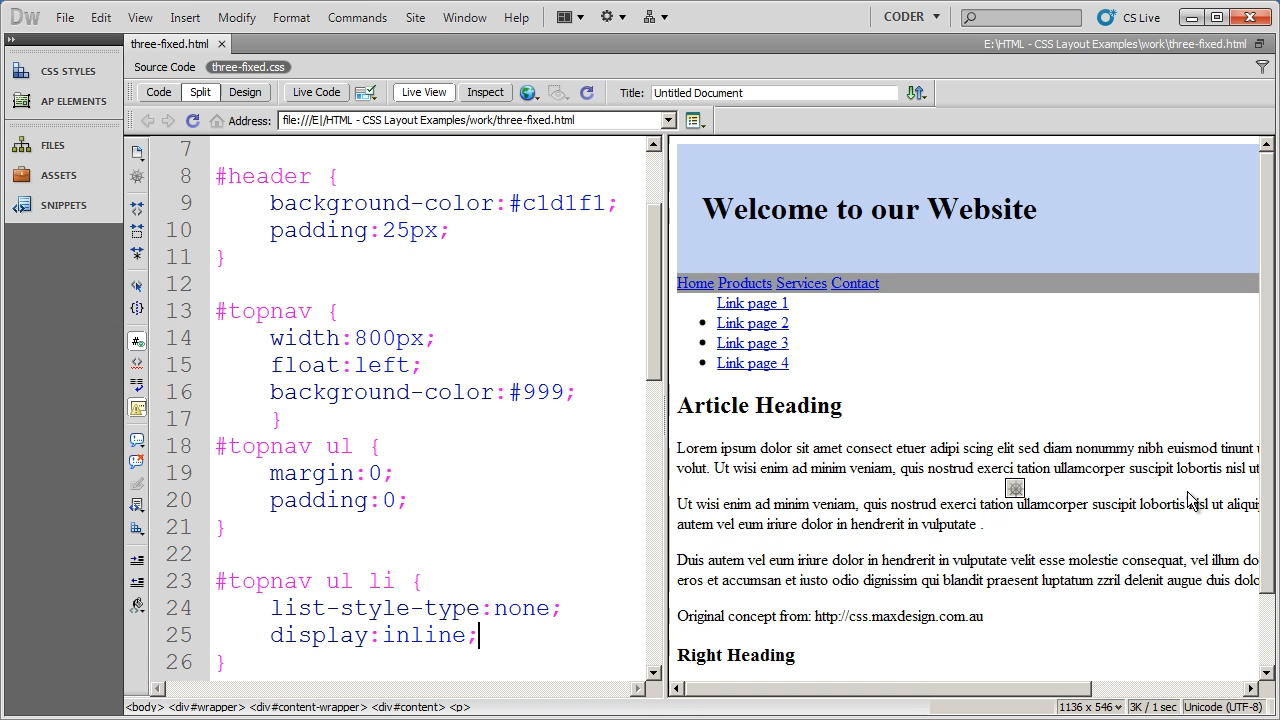 Dw File Edit View Insert Modify Format Commands Site Window Help CODER CS Live
three-fixed.html E:\HTML - CSS Layout Examples\work\three-fixed.html
Source Code three-fixed.css
Code Split Design Live Code Live View Inspect Title: Untitled Document
Address: file:///E|/HTML - CSS Layout Examples/work/three-fixed.html
CSS STYLES
AP ELEMENTS
FILES
ASSETS
SNIPPETS
7
8 #header {
9 background-color:#c1d1f1;
10 padding:25px;
11 }
12
13 #topnav {
14 width:800px;
15 float:left;
16 background-color:#999;
17 }
18 #topnav ul {
19 margin:0;
20 padding:0;
21 }
22
23 #topnav ul li {
24 list-style-type:none;
25 display:inline;
26 }
Welcome to our Website
Home Products Services Contact
Link page 1
Link page 2
Link page 3
Link page 4
Article Heading
Lorem ipsum dolor sit amet consect etuer adipi scing elit sed diam nonummy nibh euismod tinunt
volut. Ut wisi enim ad minim veniam, quis nostrud exerci tation ullamcorper suscipit lobortis nisl ut
Ut wisi enim ad minim veniam, quis nostrud exerci tation ullamcorper suscipit lobortis nisl ut
autem vel eum iriure dolor in hendrerit in vulputate .
Duis autem vel eum iriure dolor in hendrerit in vulputate velit esse molestie consequat, vel illum do
eros et accumsan et iusto odio dignissim qui blandit praesent luptatum zzril delenit augue duis
Original concept from: http://css.maxdesign.com.au
Right Heading
<body> <div#wrapper> <div#content-wrapper> <div#content> <p> 1136 x 546 3K / 1 sec Unicode (UTF-8)